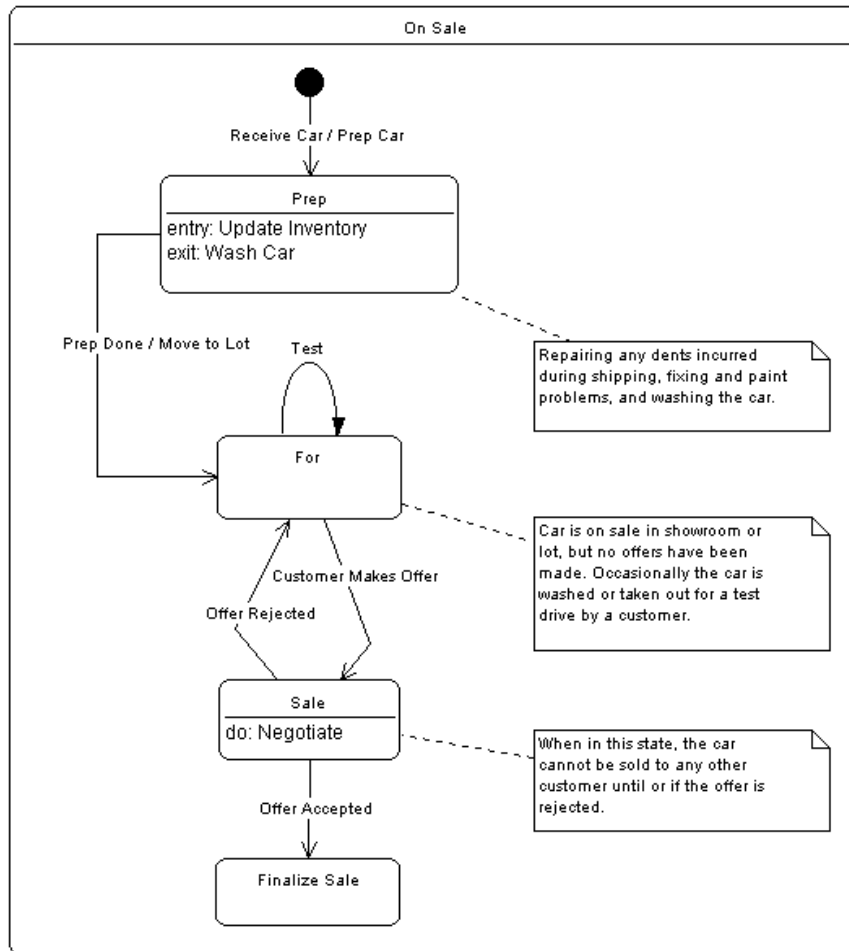 On Sale
Receive Car / Prep Car
Prep
entry: Update Inventory
exit: Wash Car
Prep Done / Move to Lot
Test
Repairing any dents incurred
during shipping, fixing and paint
problems, and washing the car.
For
Car is on sale in showroom or
lot, but no offers have been
made. Occasionally the car is
washed or taken out for a test
drive by a customer.
Customer Makes Offer
Offer Rejected
Sale
do: Negotiate
When in this state, the car
cannot be sold to any other
customer until or if the offer is
rejected.
Offer Accepted
Finalize Sale